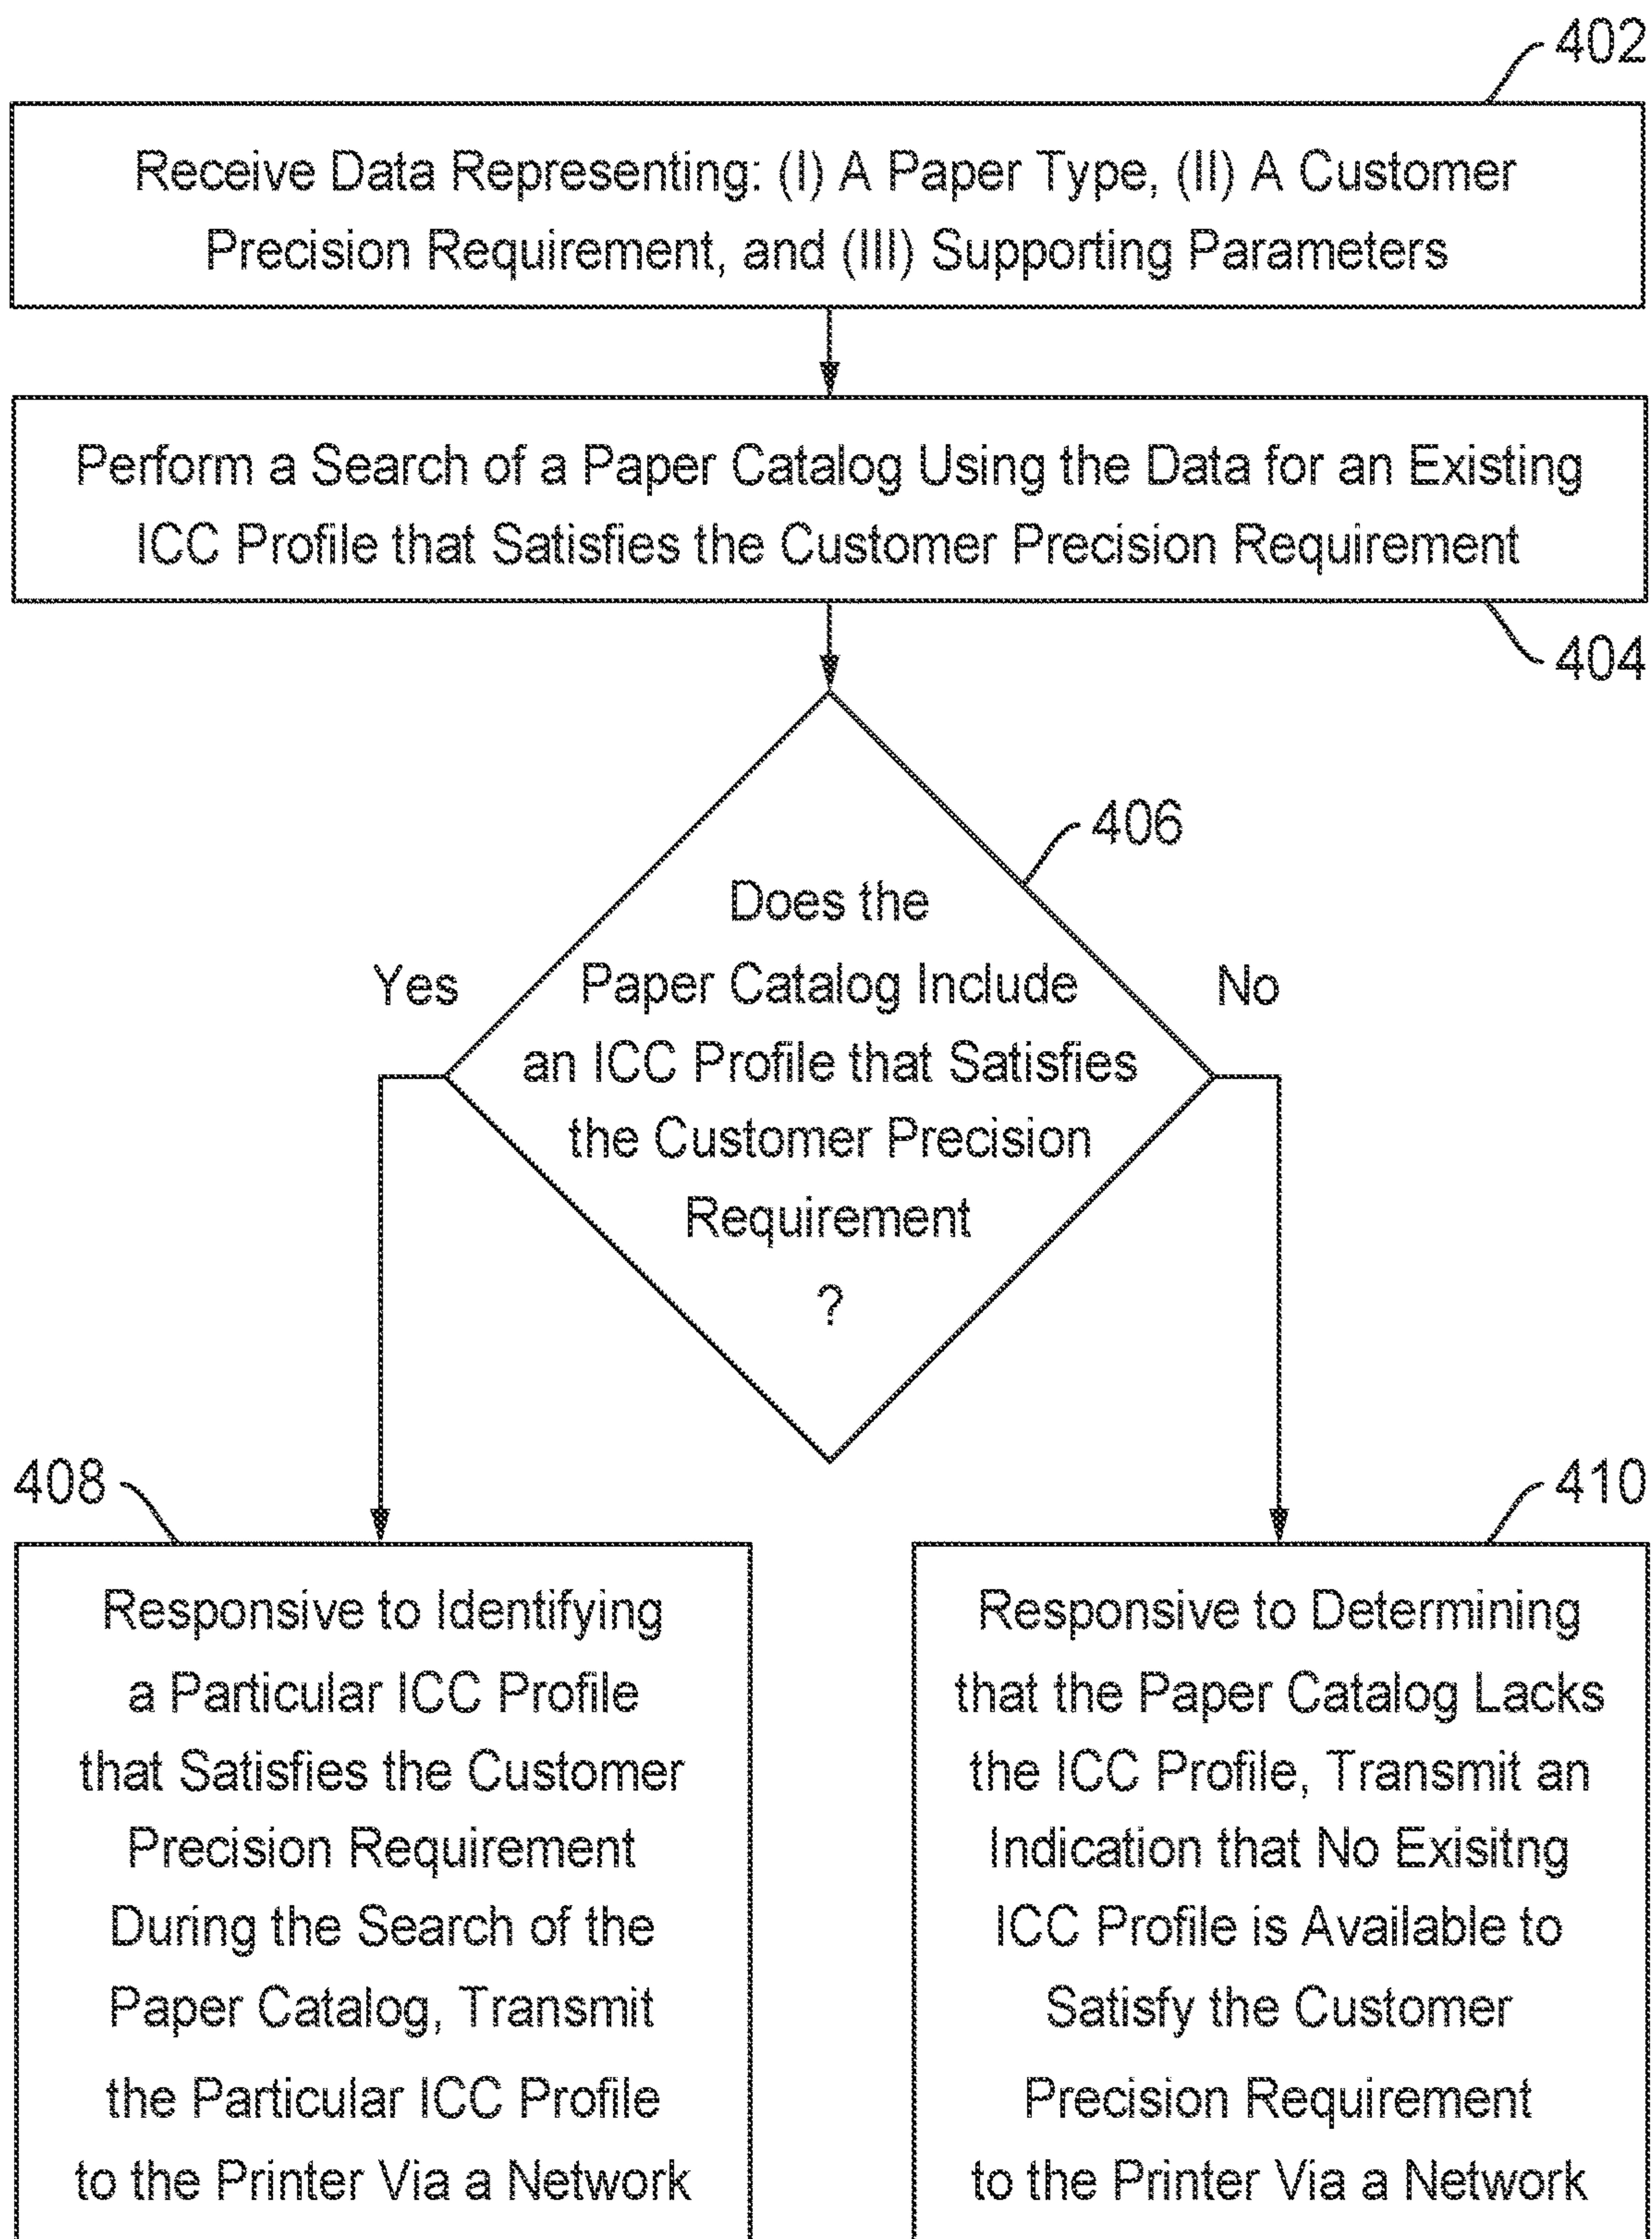 402
Receive Data Representing: (I) A Paper Type, (II) A Customer
Precision Requirement, and (III) Supporting Parameters
Perform a Search of a Paper Catalog Using the Data for an Existing
ICC Profile that Satisfies the Customer Precision Requirement
404
406
Does the
Paper Catalog Include
an ICC Profile that Satisfies
the Customer Precision
Requirement
?
Yes
No
408
Responsive to Identifying
a Particular ICC Profile
that Satisfies the Customer
Precision Requirement
During the Search of the
Paper Catalog, Transmit
the Particular ICC Profile
to the Printer Via a Network
410
Responsive to Determining
that the Paper Catalog Lacks
the ICC Profile, Transmit an
Indication that No Exisitng
ICC Profile is Available to
Satisfy the Customer
Precision Requirement
to the Printer Via a Network